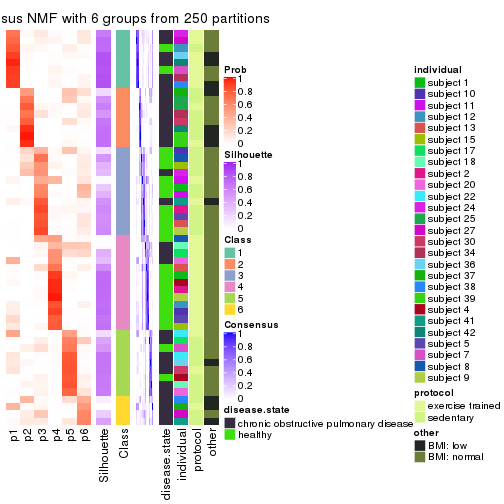 sus NMF with 6 groups from 250 partitions
Prob
1
0.8
0.6
0.4
0.2
0
Silhouette
1
0.8
0.6
0.4
0.2
0
Class
1
2
3
4
5
6
Consensus
1
0.8
0.6
0.4
0.2
0
disease.state
chronic obstructive pulmonary disease
healthy
individual
subject 1
subject 10
subject 11
subject 12
subject 13
subject 15
subject 17
subject 18
subject 2
subject 20
subject 22
subject 24
subject 25
subject 27
subject 30
subject 34
subject 36
subject 37
subject 38
subject 39
subject 4
subject 41
subject 42
subject 5
subject 7
subject 8
subject 9
protocol
exercise trained
sedentary
other
BMI: low
BMI: normal
p1
p2
p3
p4
p5
p6
Silhouette
Class
disease.state
individual
protocol
other